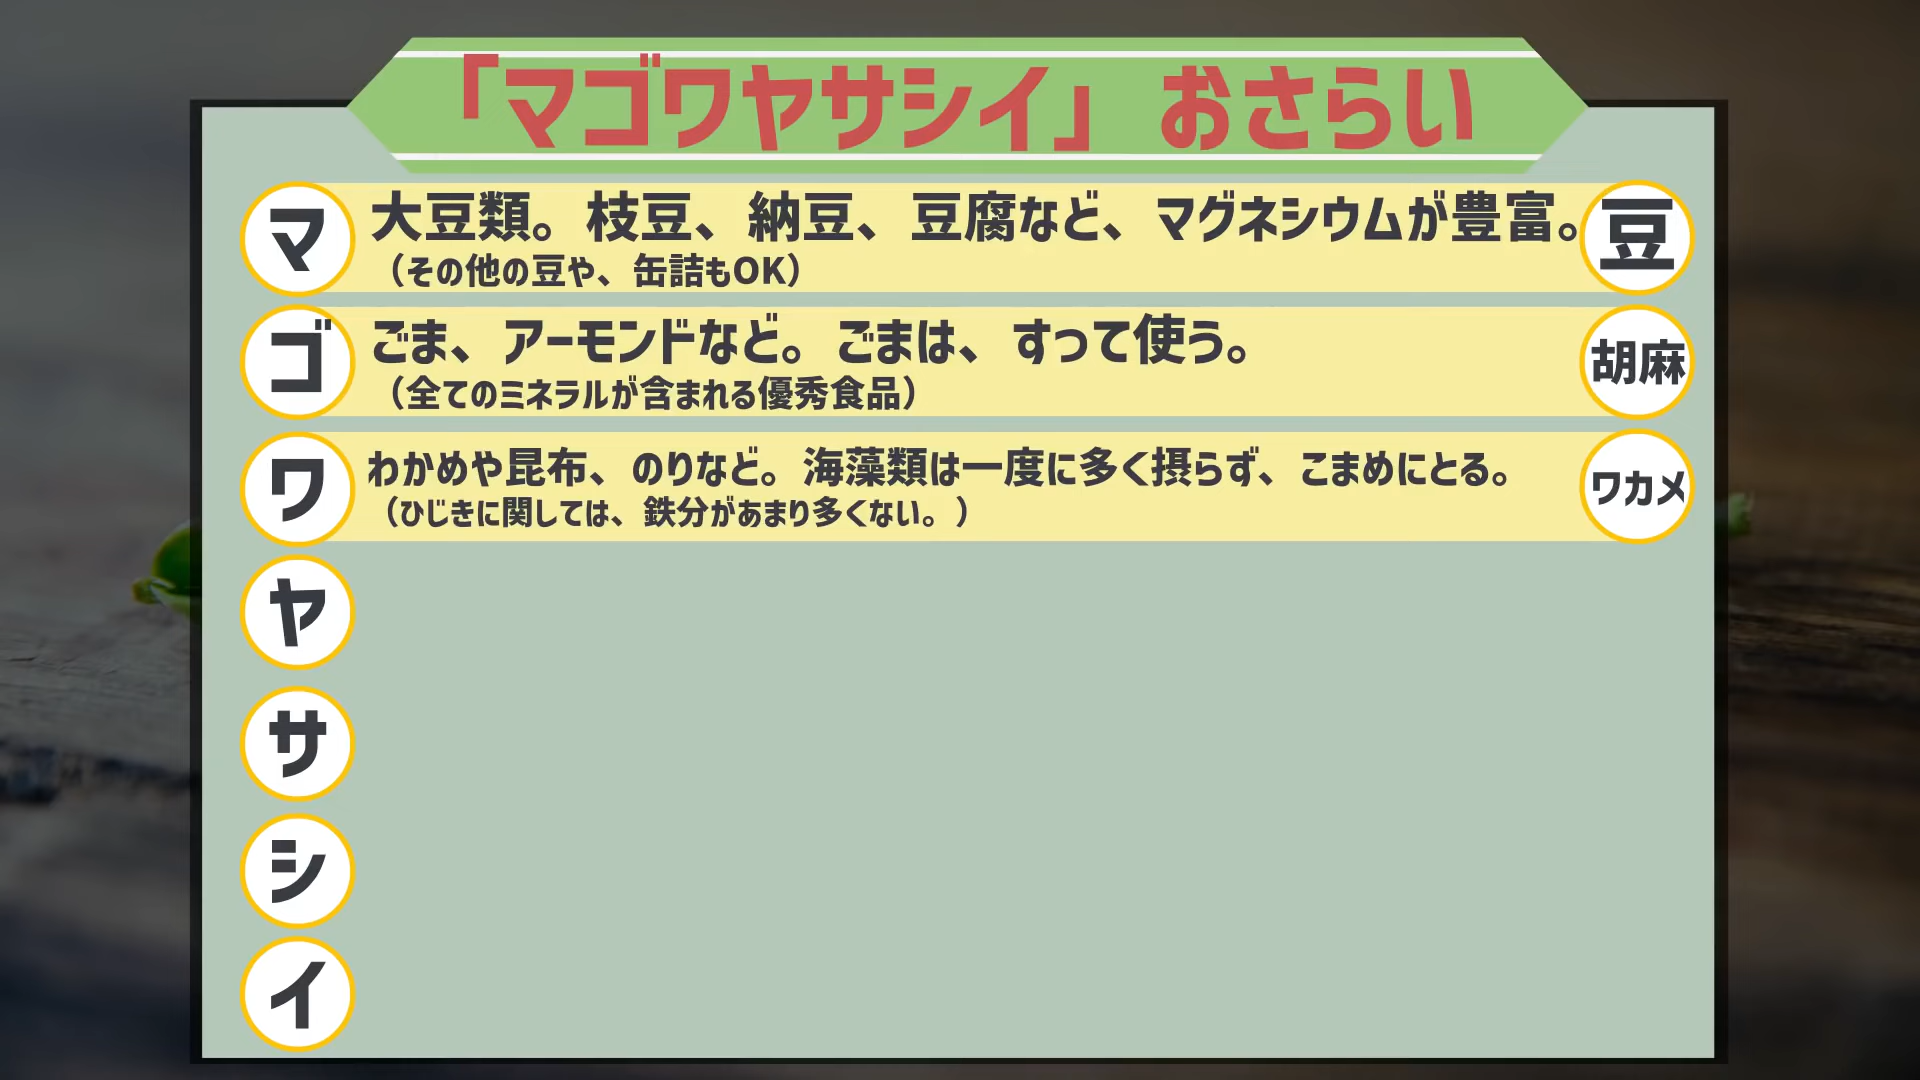 「マゴワヤサシイ」 おさらい
マ 大豆類。枝豆、納豆、豆腐など、マグネシウムが豊富。 豆
（その他の豆や、缶詰もOK）
ゴ ごま、アーモンドなど。ごまは、すって使う。 胡麻
（全てのミネラルが含まれる優秀食品）
ワ わかめや昆布、のりなど。海藻類は一度に多く摂らず、こまめにとる。 ワカメ
（ひじきに関しては、鉄分があまり多くない。）
ヤ
サ
シ
イ